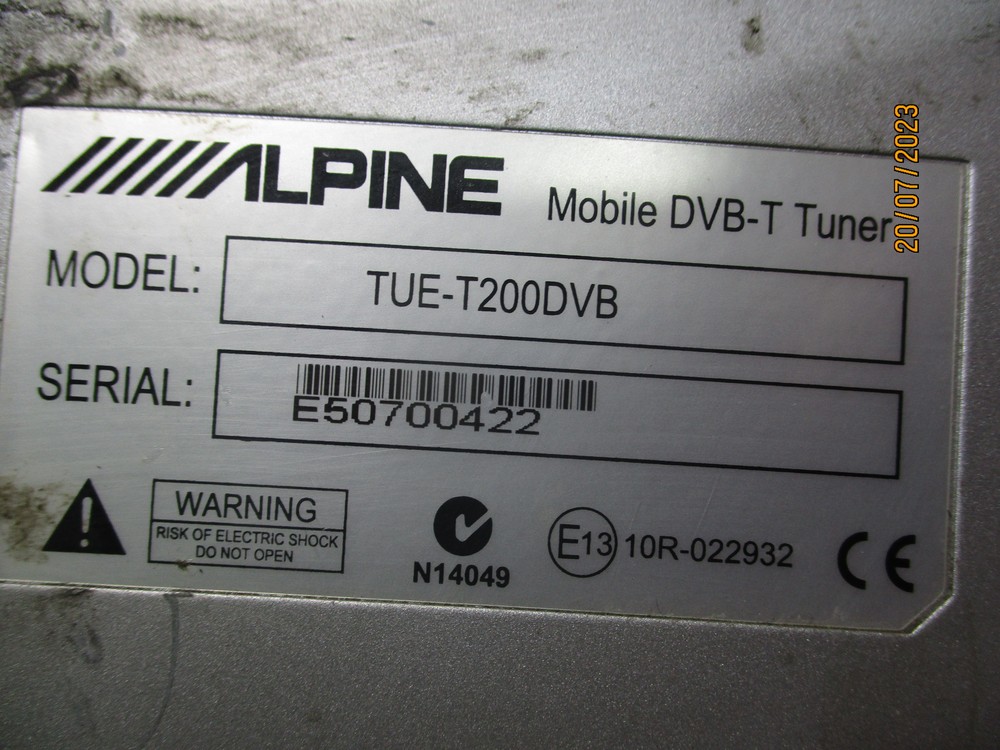 ALPINE
Mobile DVB-T Tuner
20/07/2023
MODEL:
TUE-T200DVB
SERIAL:
E50700422
WARNING
RISK OF ELECTRIC SHOCK
DO NOT OPEN
N14049
E13 10R-022932
CE